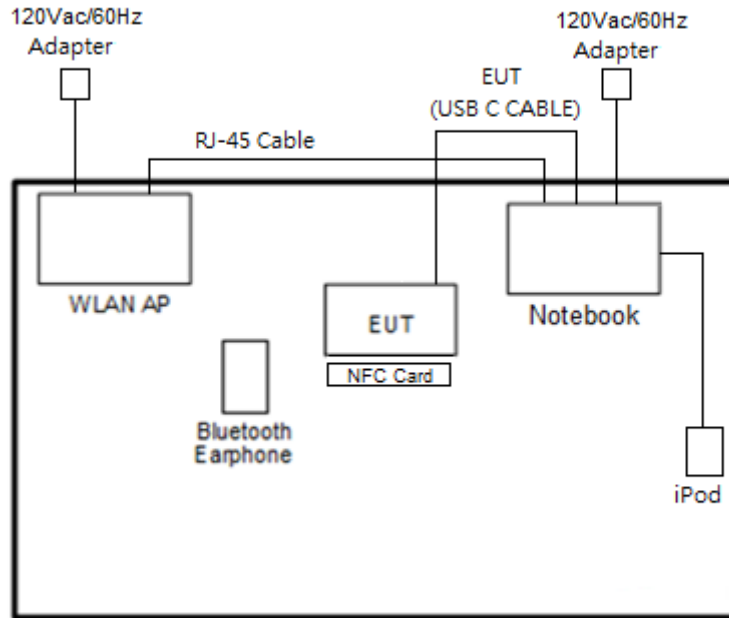 120Vac/60Hz
Adapter
120Vac/60Hz
Adapter
EUT
(USB C CABLE)
RJ-45 Cable
WLAN AP
EUT
Notebook
NFC Card
Bluetooth
Earphone
iPod